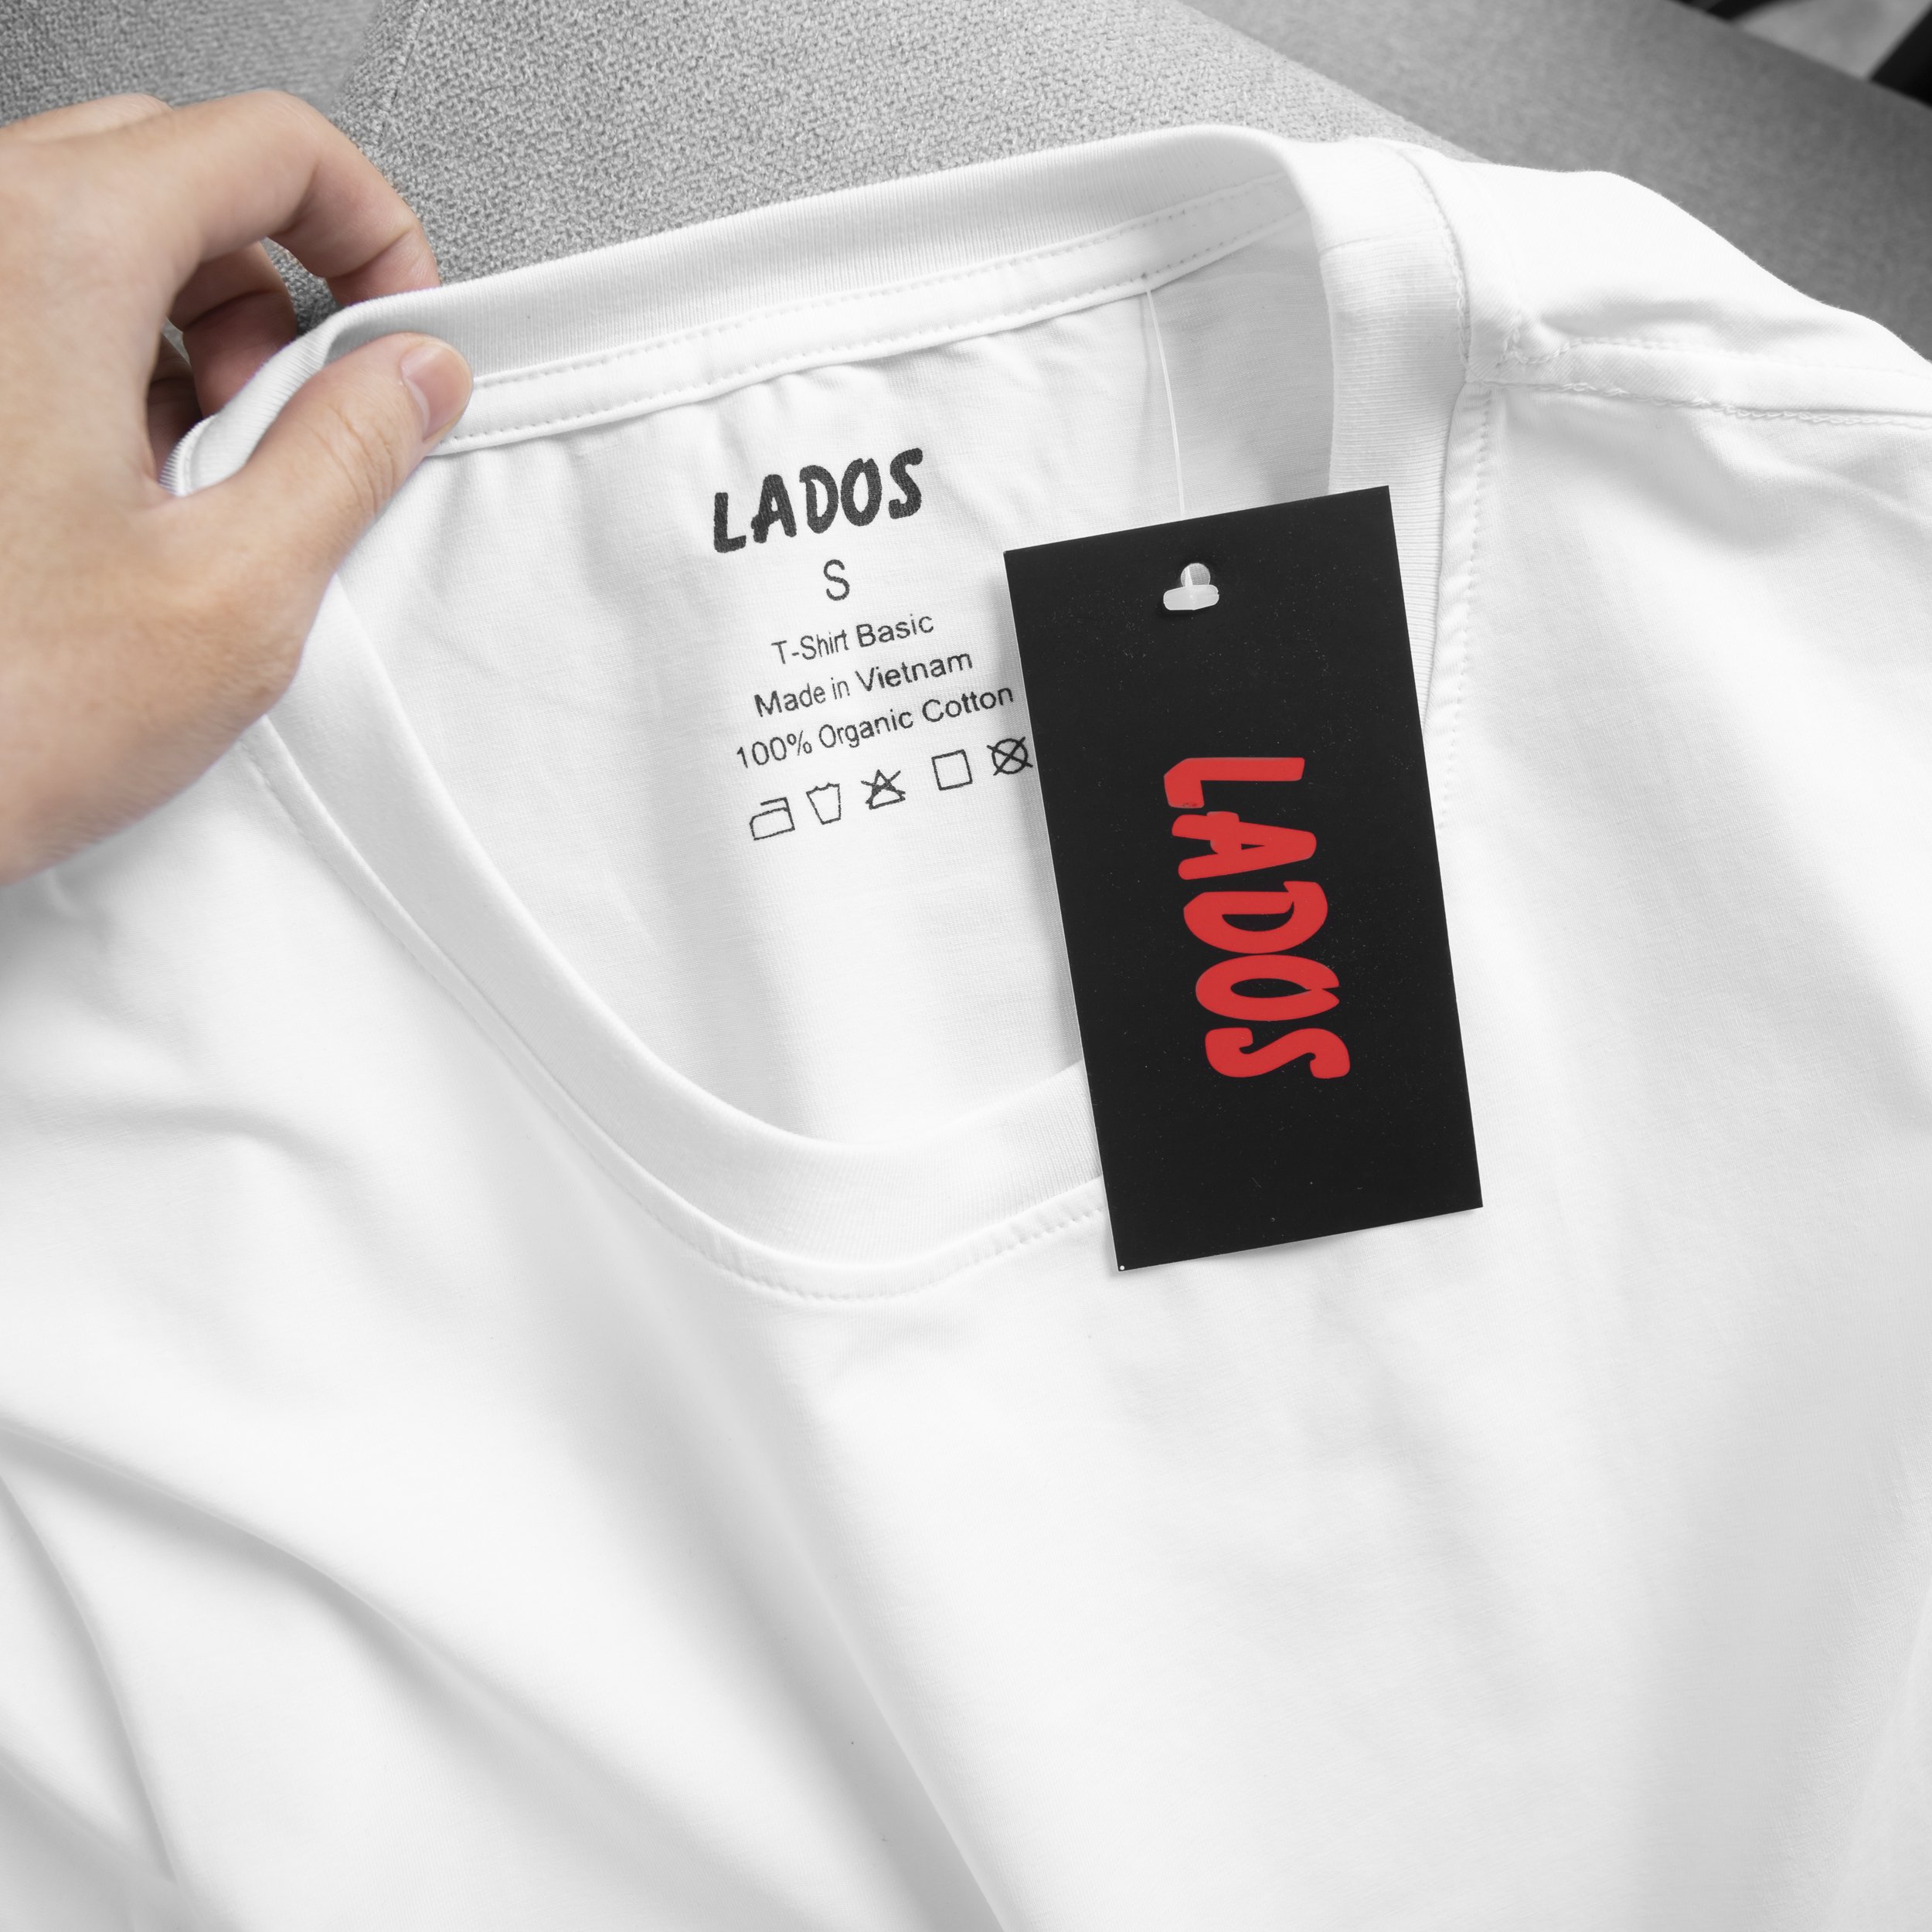 LADOS
S
T-Shirt Basic
Made in Vietnam
100% Organic Cotton
LADOS